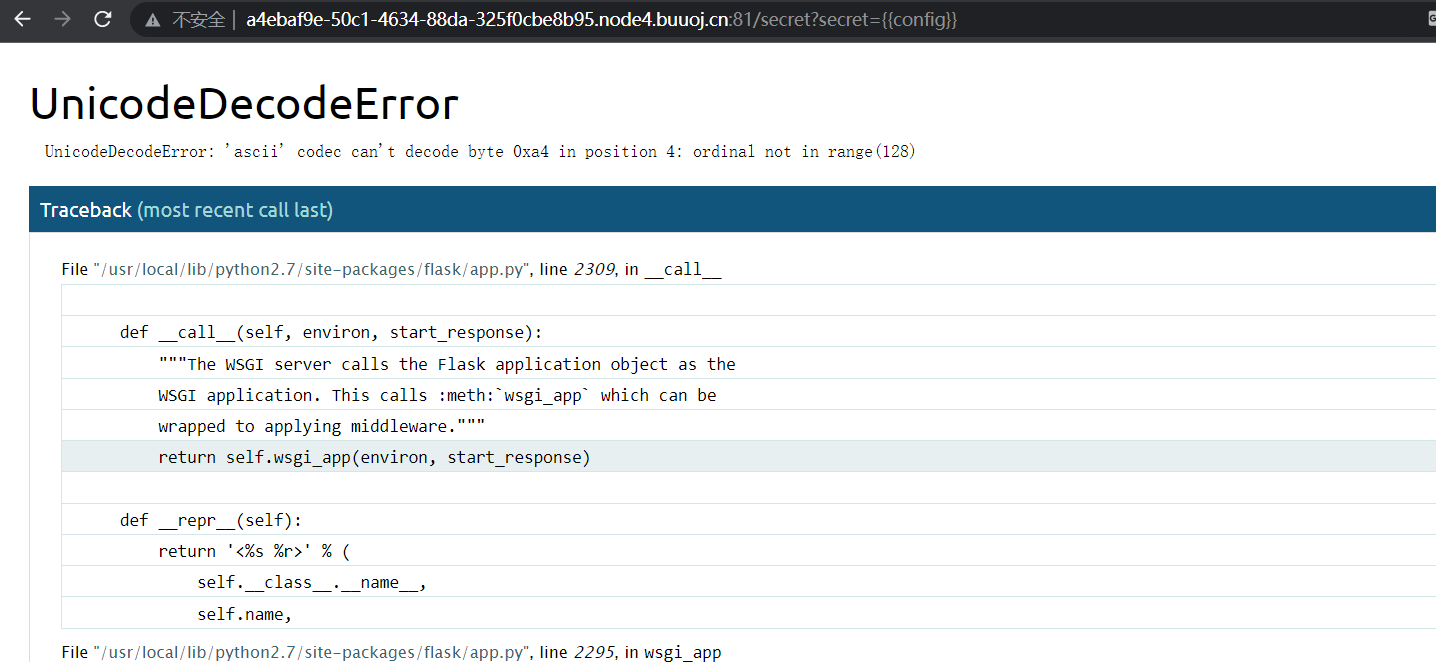 不安全 | a4ebaf9e-50c1-4634-88da-325f0cbe8b95.node4.buuoj.cn:81/secret?secret={{config}}
UnicodeDecodeError
UnicodeDecodeError: 'ascii' codec can't decode byte 0xa4 in position 4: ordinal not in range(128)
Traceback (most recent call last)
File "/usr/local/lib/python2.7/site-packages/flask/app.py", line 2309, in __call__
def __call__(self, environ, start_response):
"""The WSGI server calls the Flask application object as the
WSGI application. This calls :meth:`wsgi_app` which can be
wrapped to applying middleware."""
return self.wsgi_app(environ, start_response)
def __repr__(self):
return '<%s %r>' % (
self.__class__.__name__,
self.name,
File "/usr/local/lib/python2.7/site-packages/flask/app.py", line 2295, in wsgi_app